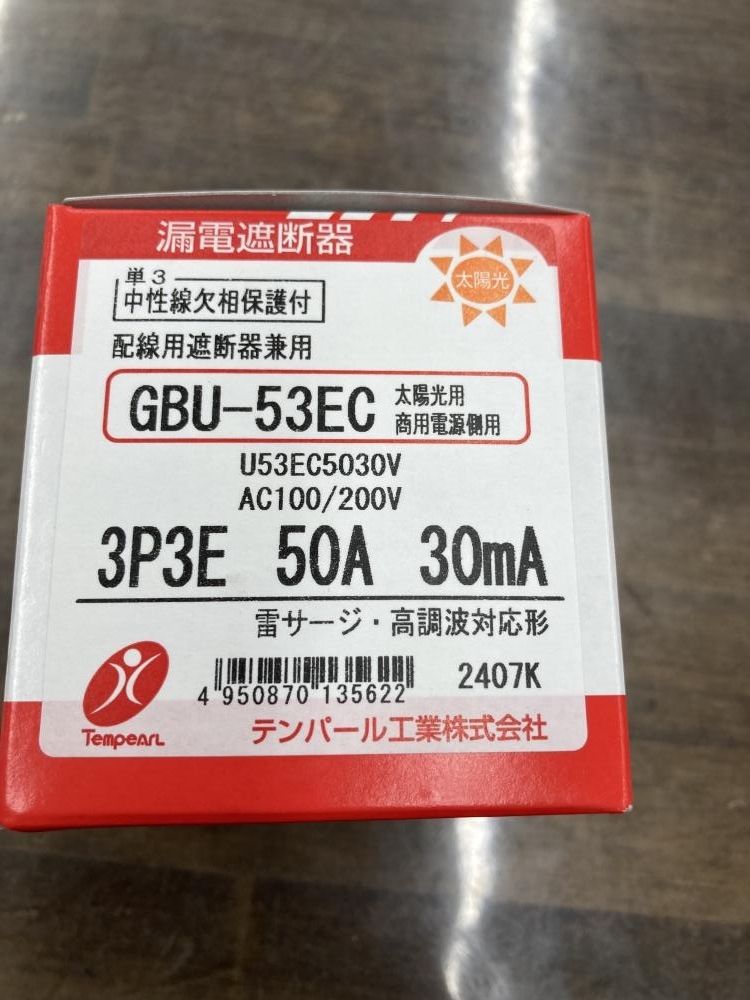 漏電遮断器
太陽光
単3
中性線欠相保護付
配線用遮断器兼用
GBU-53EC 太陽光用
商用電源側用
U53EC5030V
AC100/200V
3P3E 50A 30mA
雷サージ・高調波対応形
4 950870 135622
2407K
TEMPEARL
テンパール工業株式会社